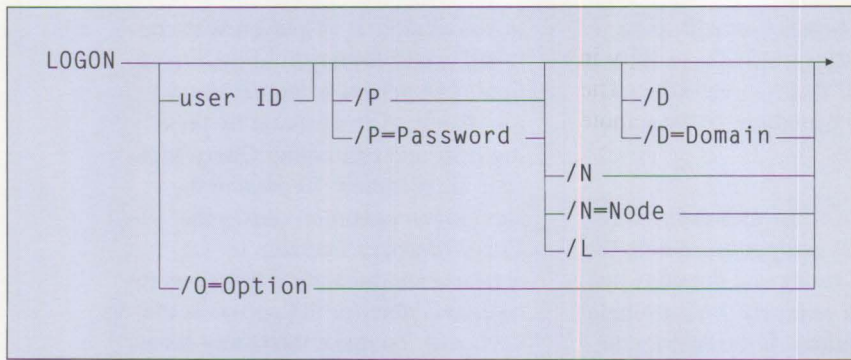 LOGON
user ID /P /D
/P=Password /D=Domain
/N
/N=Node
/L
/O=Option